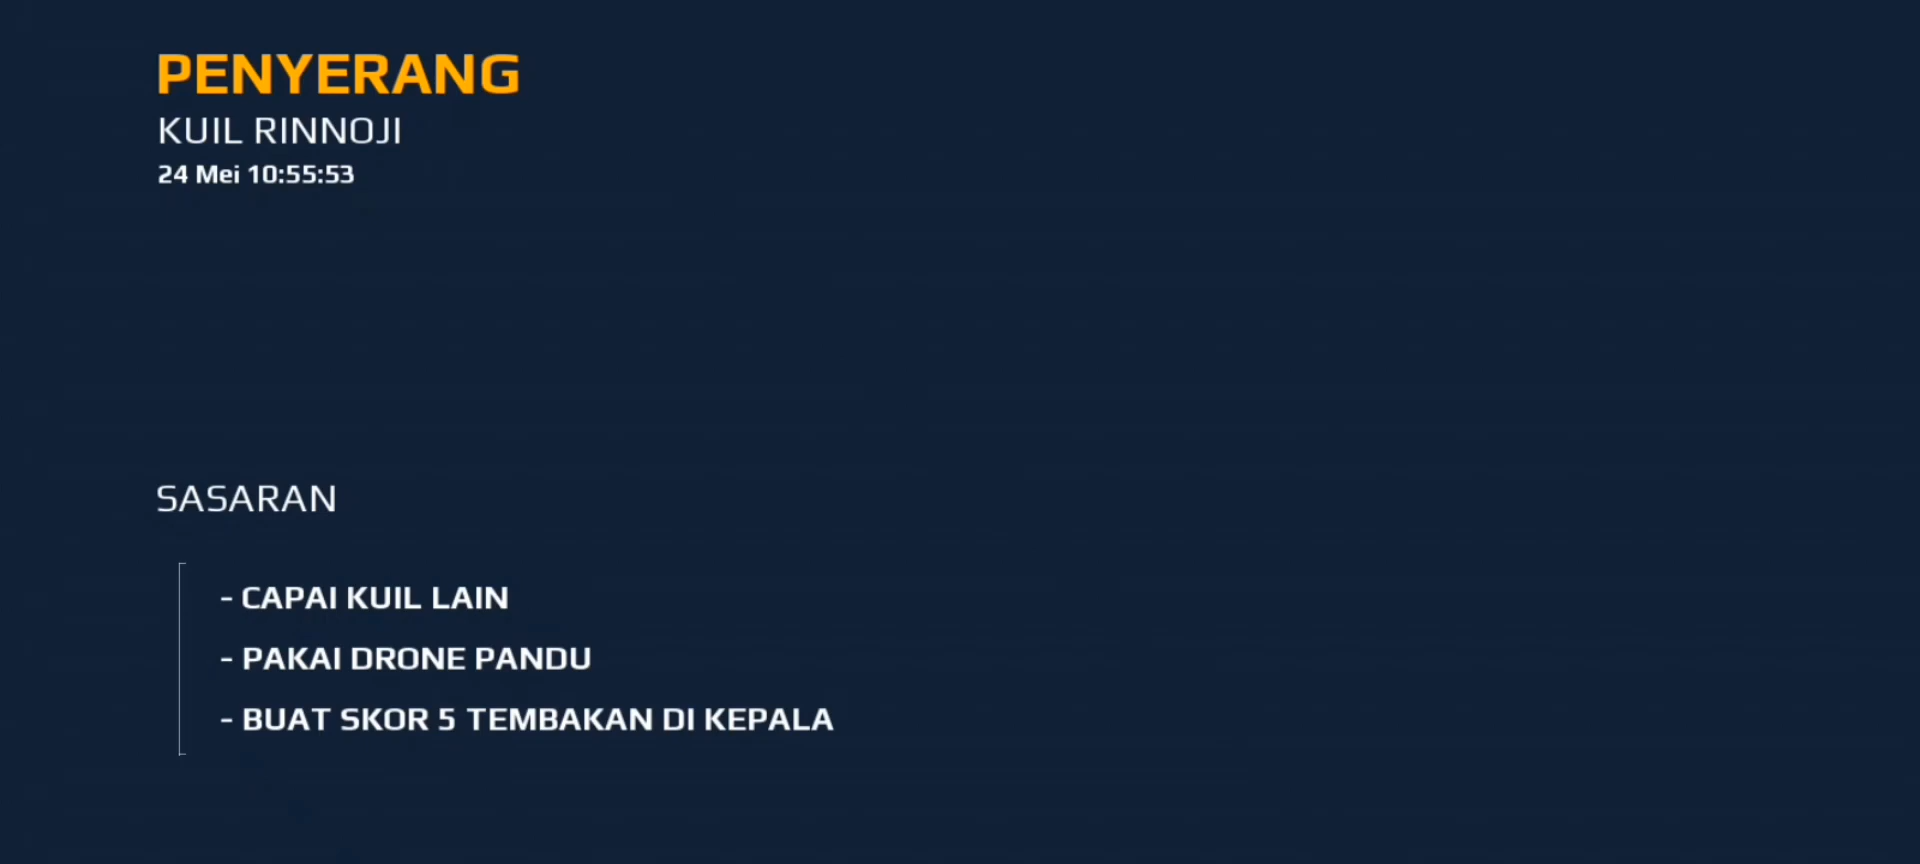 PENYERANG
KUIL RINNOJI
24 Mei 10:55:53
SASARAN
- CAPAI KUIL LAIN
- PAKAI DRONE PANDU
- BUAT SKOR 5 TEMBAKAN DI KEPALA